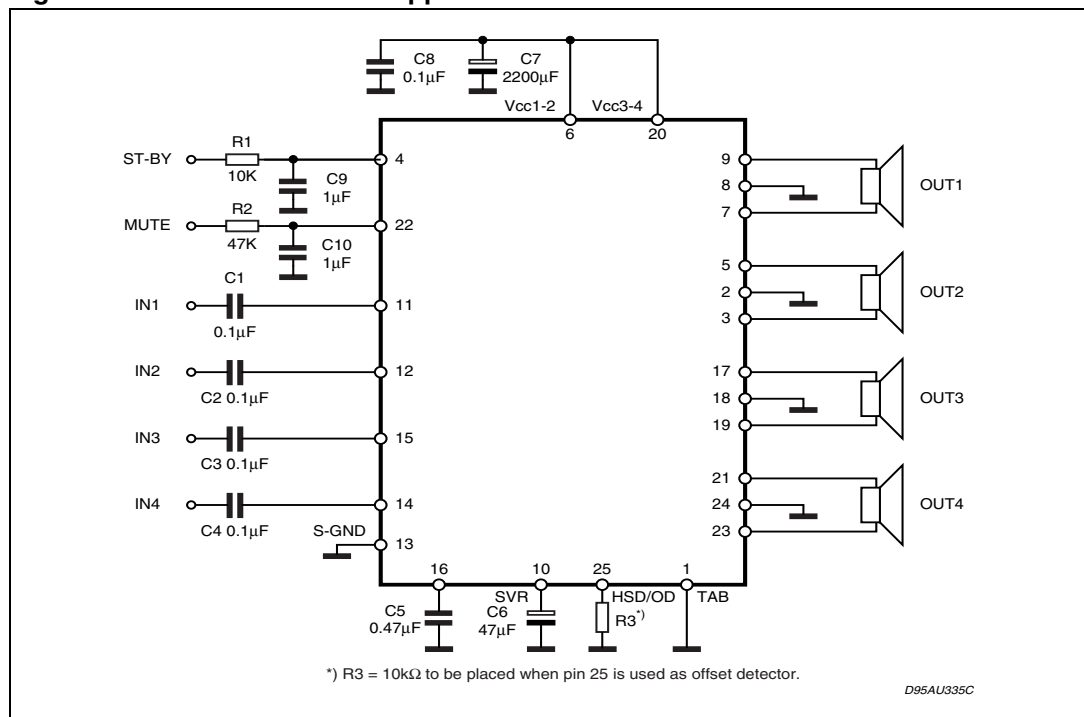 C8
0.1µF
C7
2200µF
Vcc1-2
Vcc3-4
6
20
ST-BY
R1
10K
4
C9
1µF
MUTE
R2
47K
22
C10
1µF
IN1
C1
0.1µF
11
IN2
C2 0.1µF
12
IN3
C3 0.1µF
15
IN4
C4 0.1µF
14
S-GND
13
9
8
7
OUT1
5
2
3
OUT2
17
18
19
OUT3
21
24
23
OUT4
16
10
25
1
SVR
HSD/OD
TAB
C5
0.47µF
C6
47µF
R3*)
*) R3 = 10kΩ to be placed when pin 25 is used as offset detector.
D95AU335C